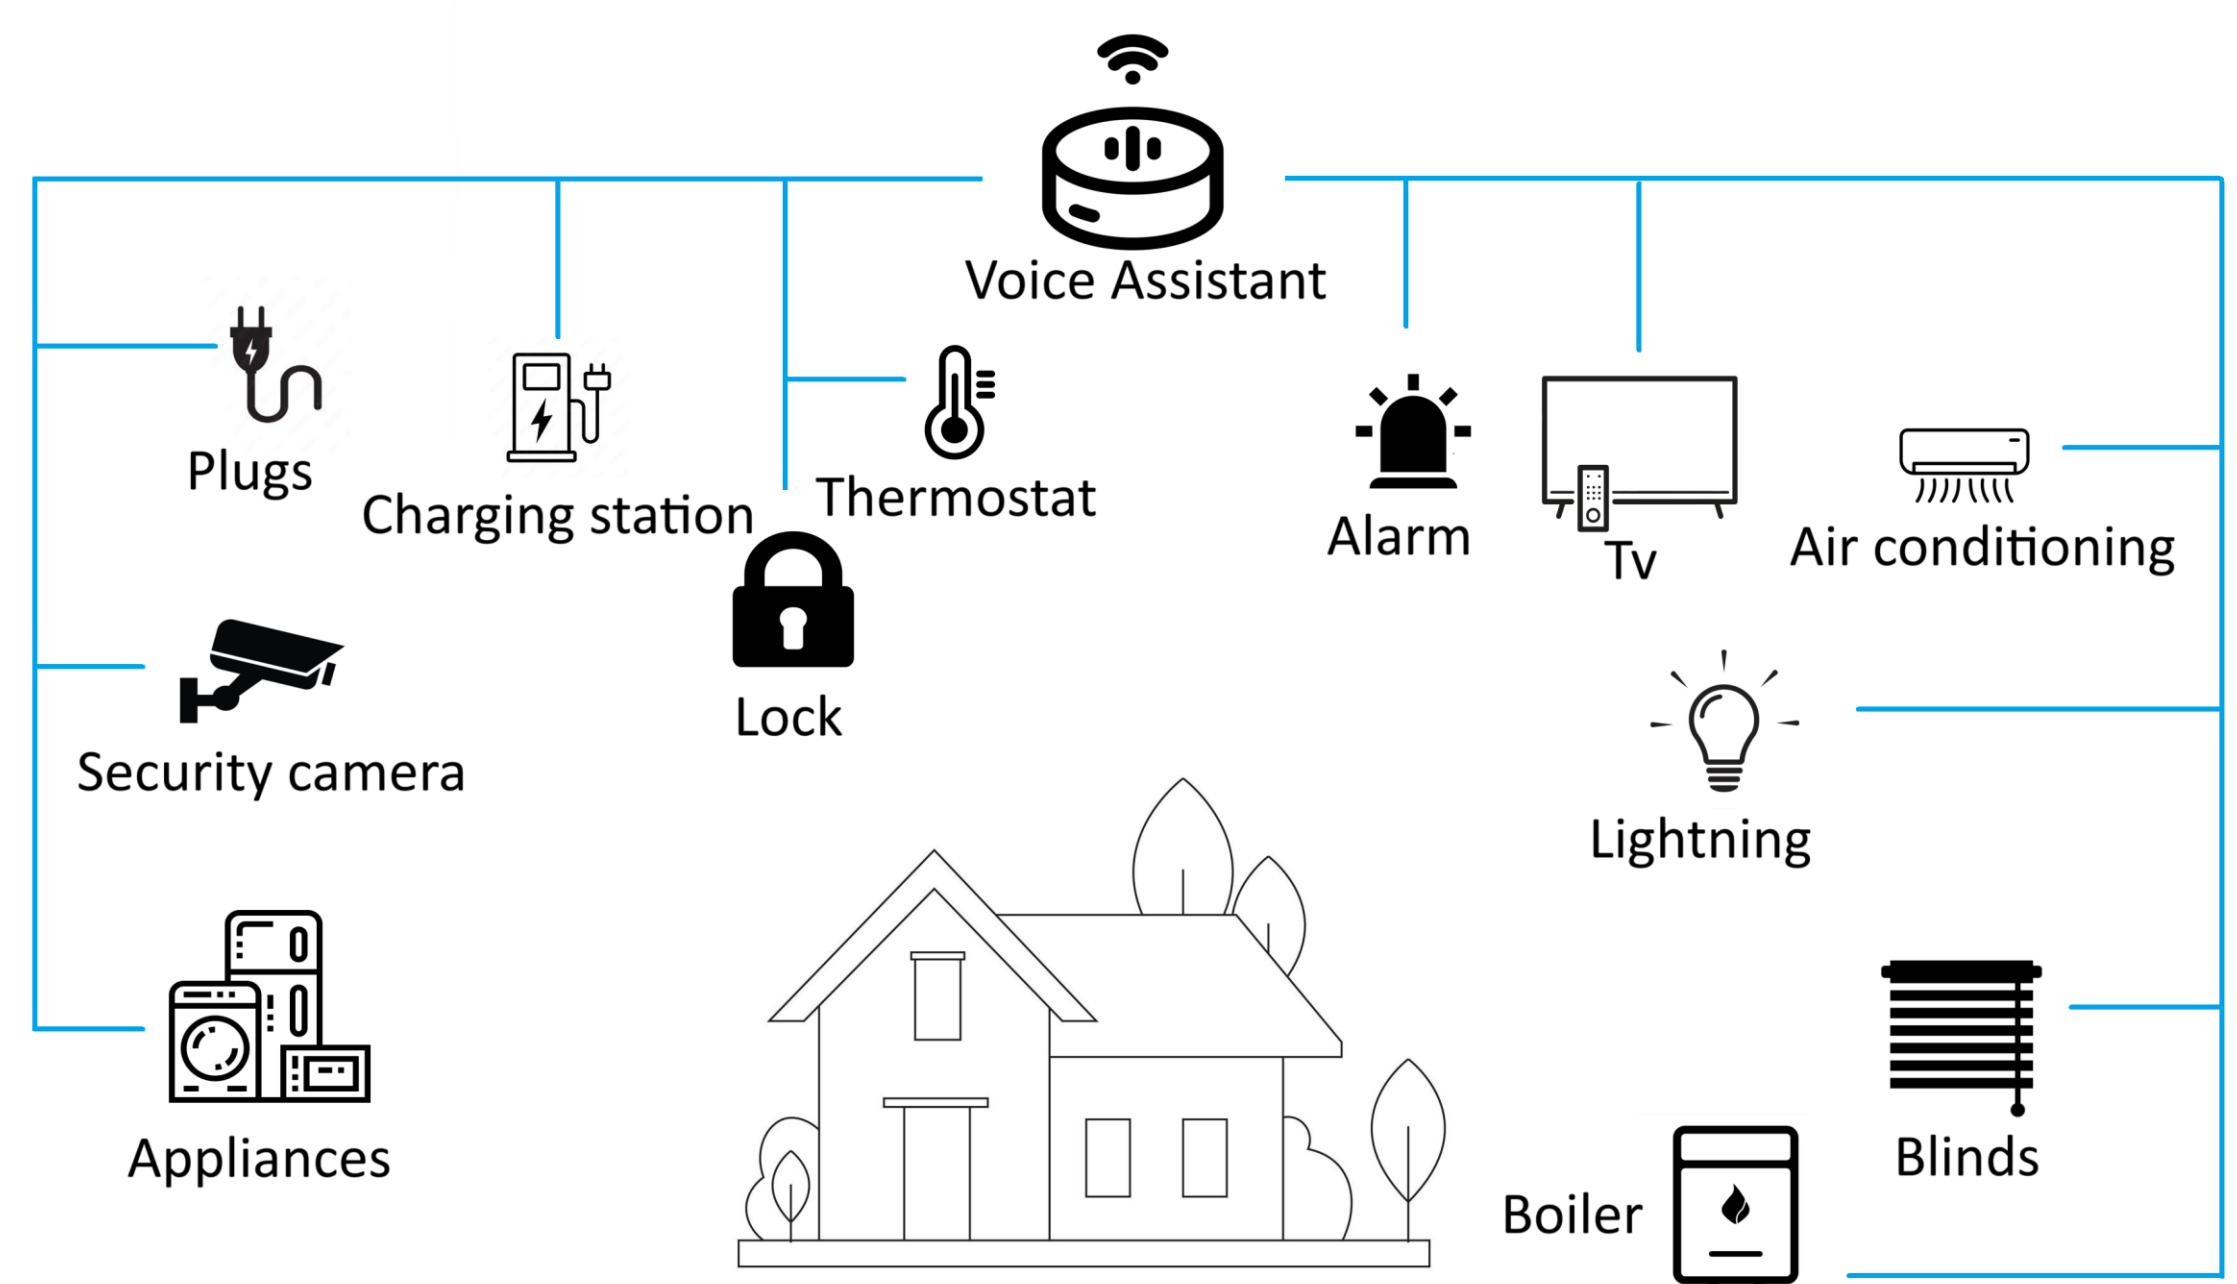 Voice Assistant
Plugs
Charging station
Thermostat
Alarm
Tv
Air conditioning
Security camera
Lock
Lightning
Appliances
Blinds
Boiler